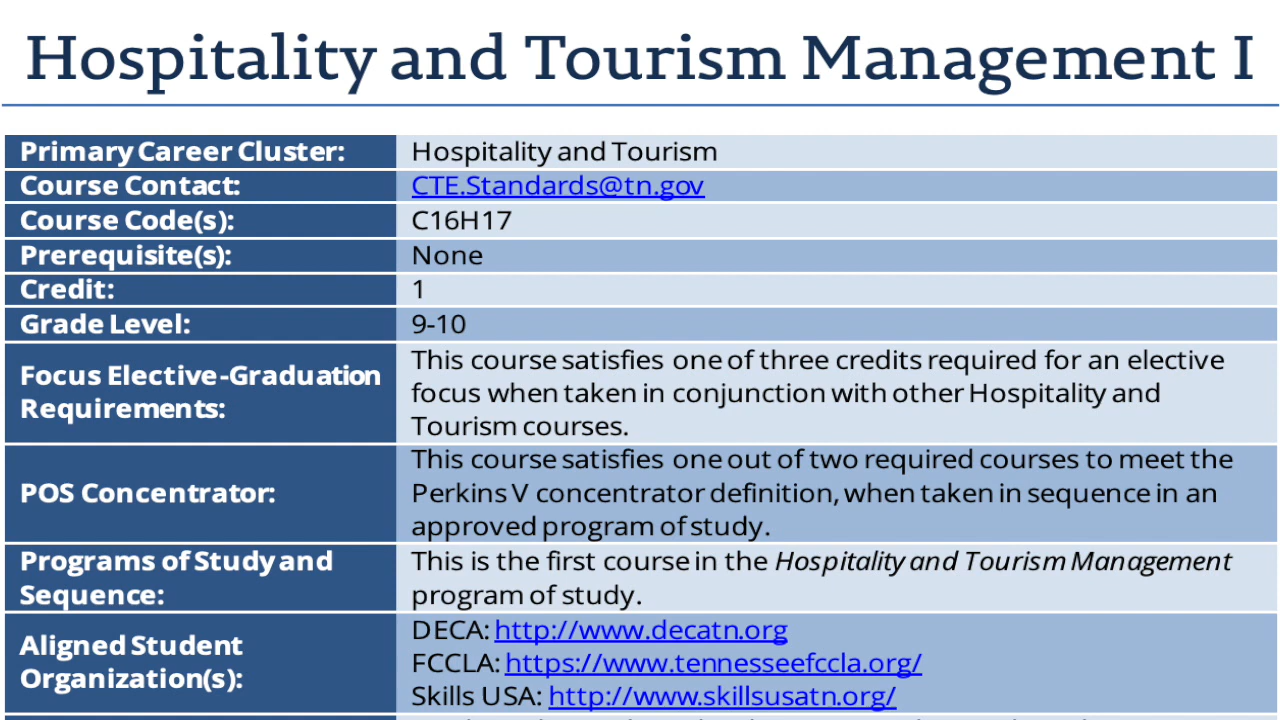 Hospitality and Tourism Management I
Primary Career Cluster: Hospitality and Tourism
Course Contact: CTE.Standards@tn.gov
Course Code(s): C16H17
Prerequisite(s): None
Credit: 1
Grade Level: 9-10
Focus Elective-Graduation
Requirements:
This course satisfies one of three credits required for an elective
focus when taken in conjunction with other Hospitality and
Tourism courses.
POS Concentrator:
This course satisfies one out of two required courses to meet the
Perkins V concentrator definition, when taken in sequence in an
approved program of study.
Programs of Study and
Sequence:
This is the first course in the Hospitality and Tourism Management
program of study.
Aligned Student
Organization(s):
DECA: http://www.decatn.org
FCCLA: https://www.tennesseefccla.org/
Skills USA: http://www.skillsusatn.org/